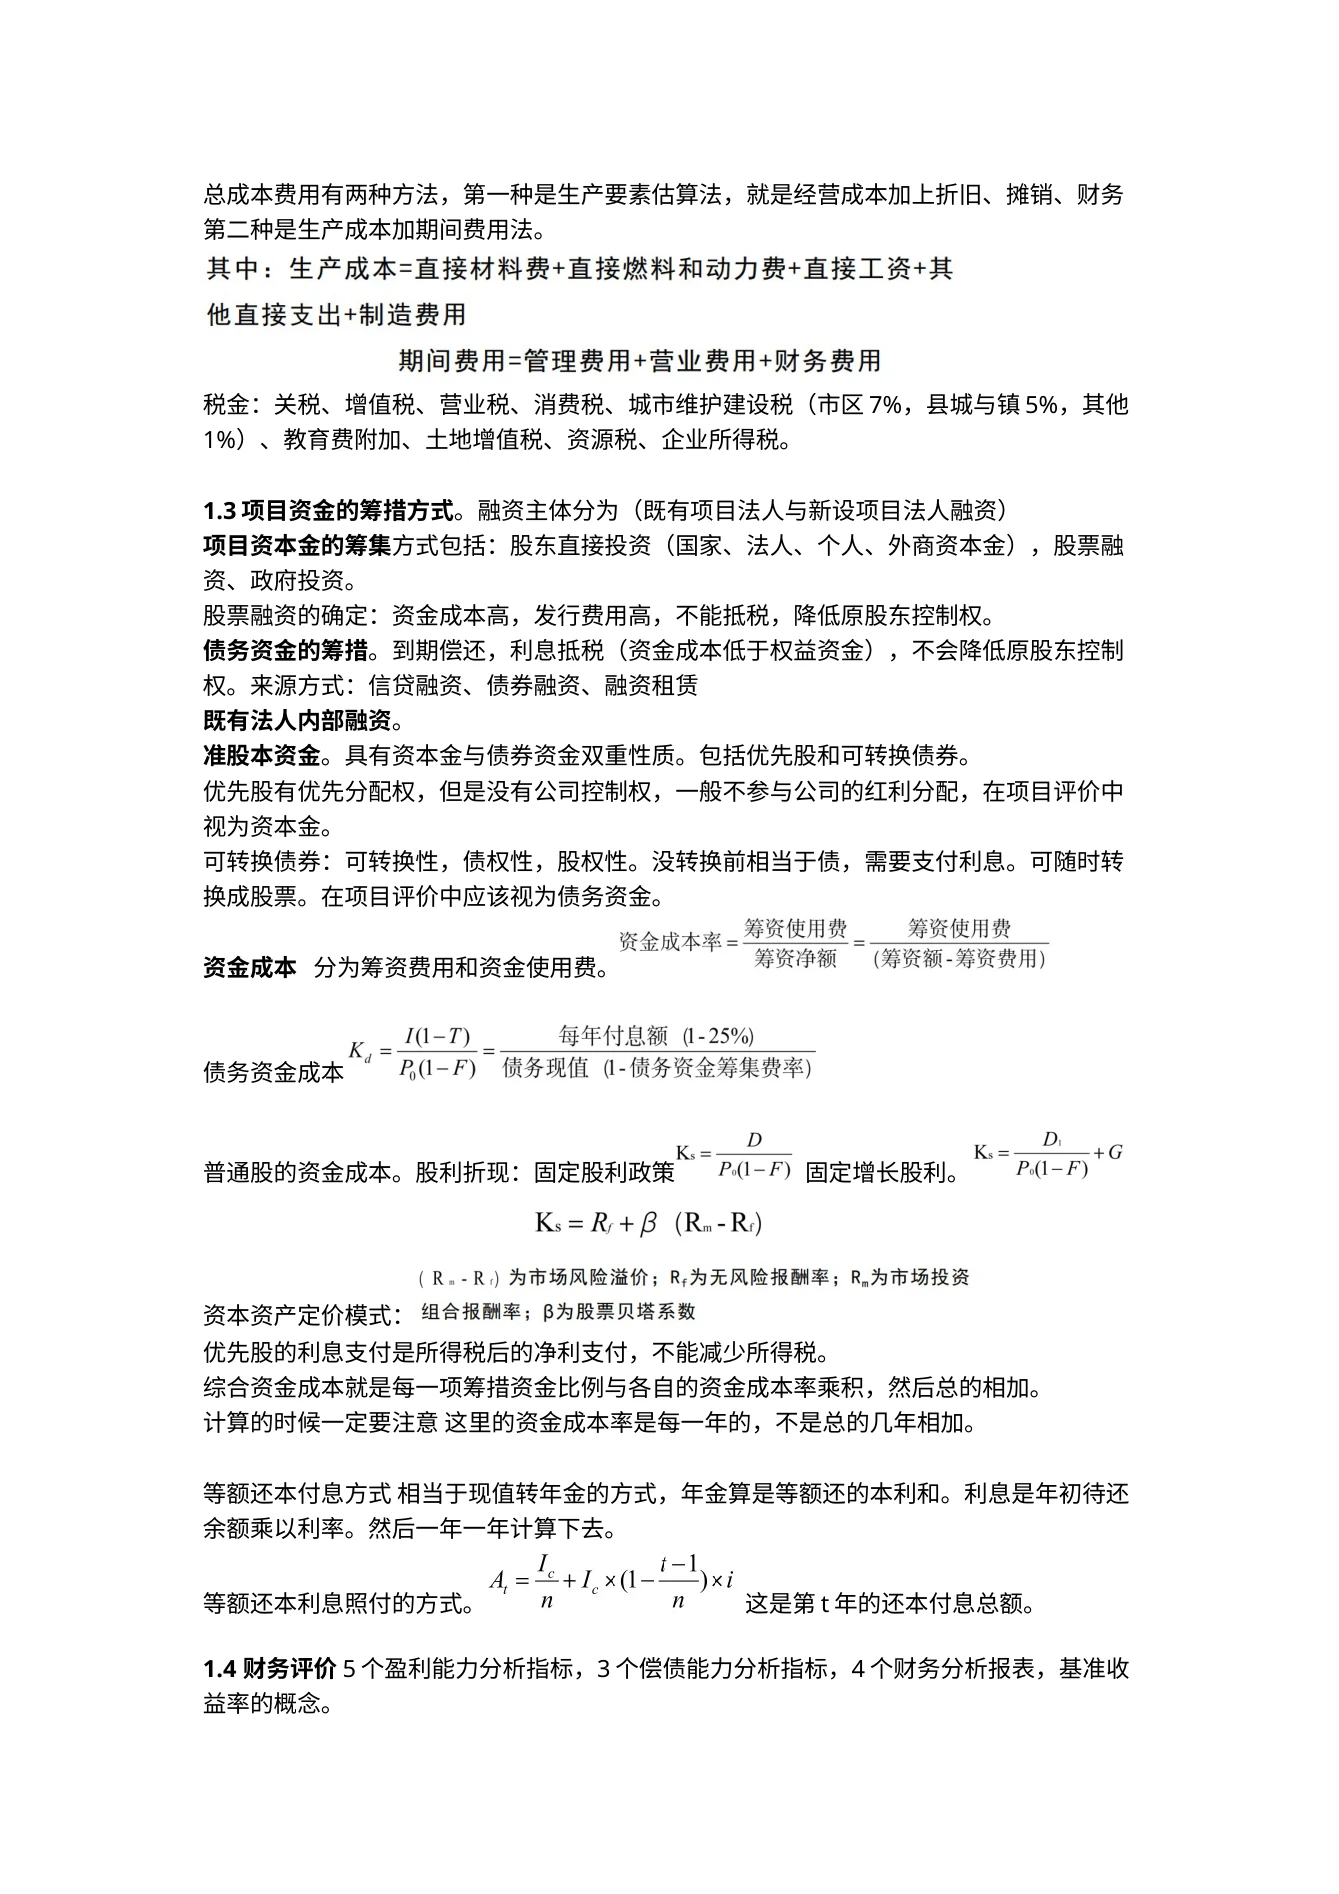 总成本费用有两种方法，第一种是生产要素估算法，就是经营成本加上折旧、摊销、财务
第二种是生产成本加期间费用法。
其中：生产成本=直接材料费+直接燃料和动力费+直接工资+其
他直接支出+制造费用
期间费用=管理费用+营业费用+财务费用
税金：关税、增值税、营业税、消费税、城市维护建设税（市区 7%，县城与镇 5%，其他
1%）、教育费附加、土地增值税、资源税、企业所得税。
1.3 项目资金的筹措方式。融资主体分为（既有项目法人与新设项目法人融资）
项目资本金的筹集方式包括：股东直接投资（国家、法人、个人、外商资本金），股票融
资、政府投资。
股票融资的确定：资金成本高，发行费用高，不能抵税，降低原股东控制权。
债务资金的筹措。到期偿还，利息抵税（资金成本低于权益资金），不会降低原股东控制
权。来源方式：信贷融资、债券融资、融资租赁
既有法人内部融资。
准股本资金。具有资本金与债券资金双重性质。包括优先股和可转换债券。
优先股有优先分配权，但是没有公司控制权，一般不参与公司的红利分配，在项目评价中
视为资本金。
可转换债券：可转换性，债权性，股权性。没转换前相当于债，需要支付利息。可随时转
换成股票。在项目评价中应该视为债务资金。
资金成本 分为筹资费用和资金使用费。资金成本率 = 筹资使用费/筹资净额 = 筹资使用费/(筹资额 - 筹资费用)
债务资金成本 K_d = I(1-T)/P_0(1-F) = 每年付息额 (1-25%)/债务现值 (1-债务资金筹集费率)
普通股的资金成本。股利折现：固定股利政策 K_s = D/P_0(1-F) 固定增长股利。 K_s = D_1/P_0(1-F) + G
K_s = R_f + β (R_m - R_f)
( R_m - R_f ) 为市场风险溢价；R_f为无风险报酬率；R_m为市场投资
资本资产定价模式： 组合报酬率；β为股票贝塔系数
优先股的利息支付是所得税后的净利支付，不能减少所得税。
综合资金成本就是每一项筹措资金比例与各自的资金成本率乘积，然后总的相加。
计算的时候一定要注意 这里的资金成本率是每一年的，不是总的几年相加。
等额还本付息方式 相当于现值转年金的方式，年金算是等额还的本利和。利息是年初待还
余额乘以利率。然后一年一年计算下去。
等额还本利息照付的方式。 A_t = I_c/n + I_c × (1 - (t-1)/n) × i 这是第 t 年的还本付息总额。
1.4 财务评价 5 个盈利能力分析指标，3 个偿债能力分析指标，4 个财务分析报表，基准收
益率的概念。